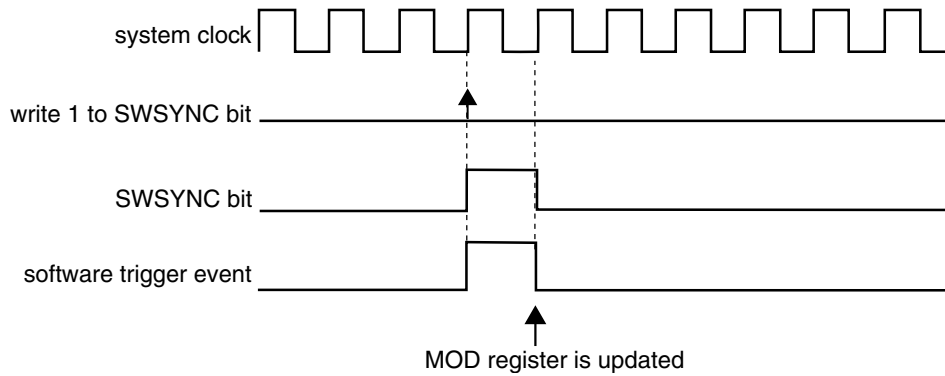 system clock
write 1 to SWSYNC bit
SWSYNC bit
software trigger event
MOD register is updated